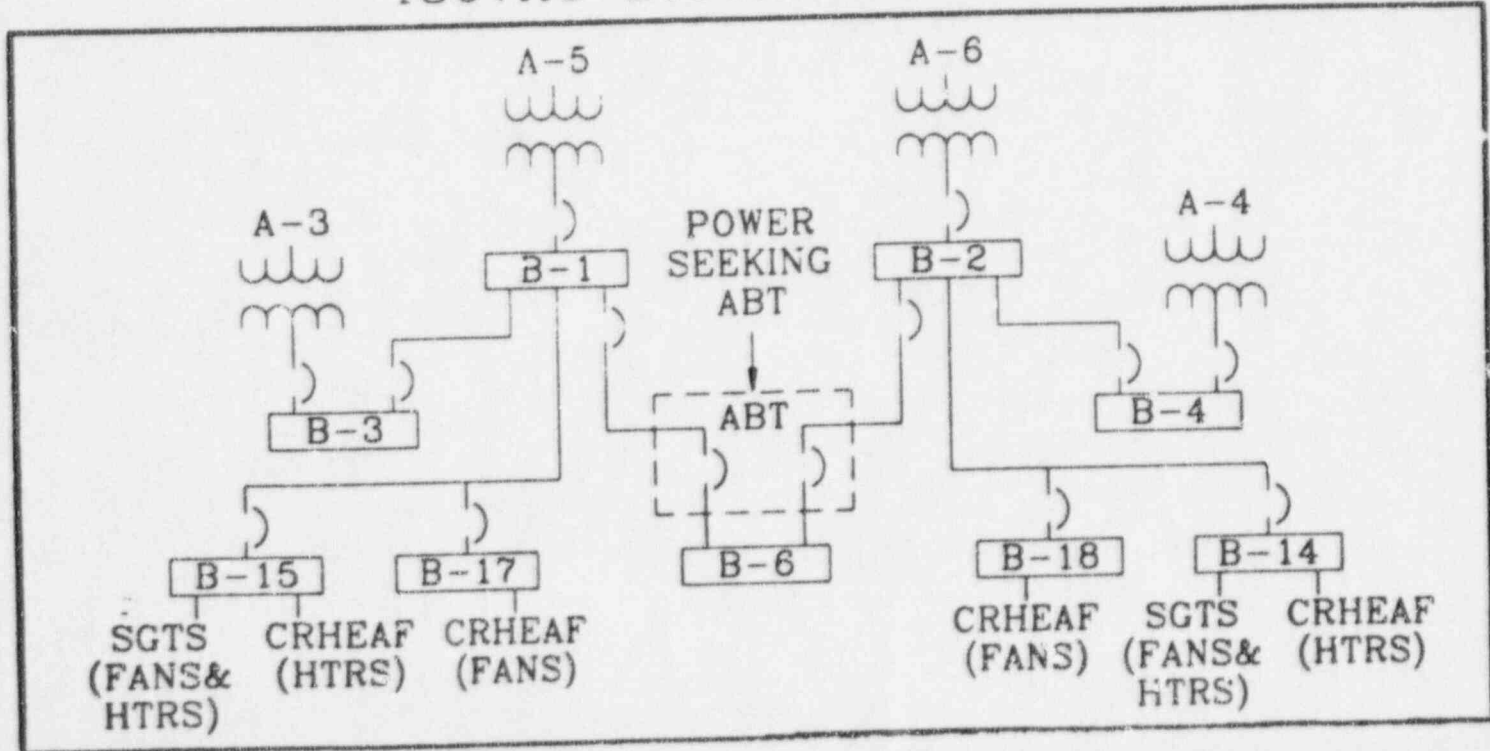 A-5
A-6
A-3
POWER
SEEKING
ABT
A-4
B-1
B-2
ABT
B-3
B-4
B-15
B-17
B-6
B-18
B-14
SGTS
(FANS&
HTRS)
CRHEAF
(HTRS)
CRHEAF
(FANS)
CRHEAF
(FANS)
SGTS
(FANS&
HTRS)
CRHEAF
(HTRS)